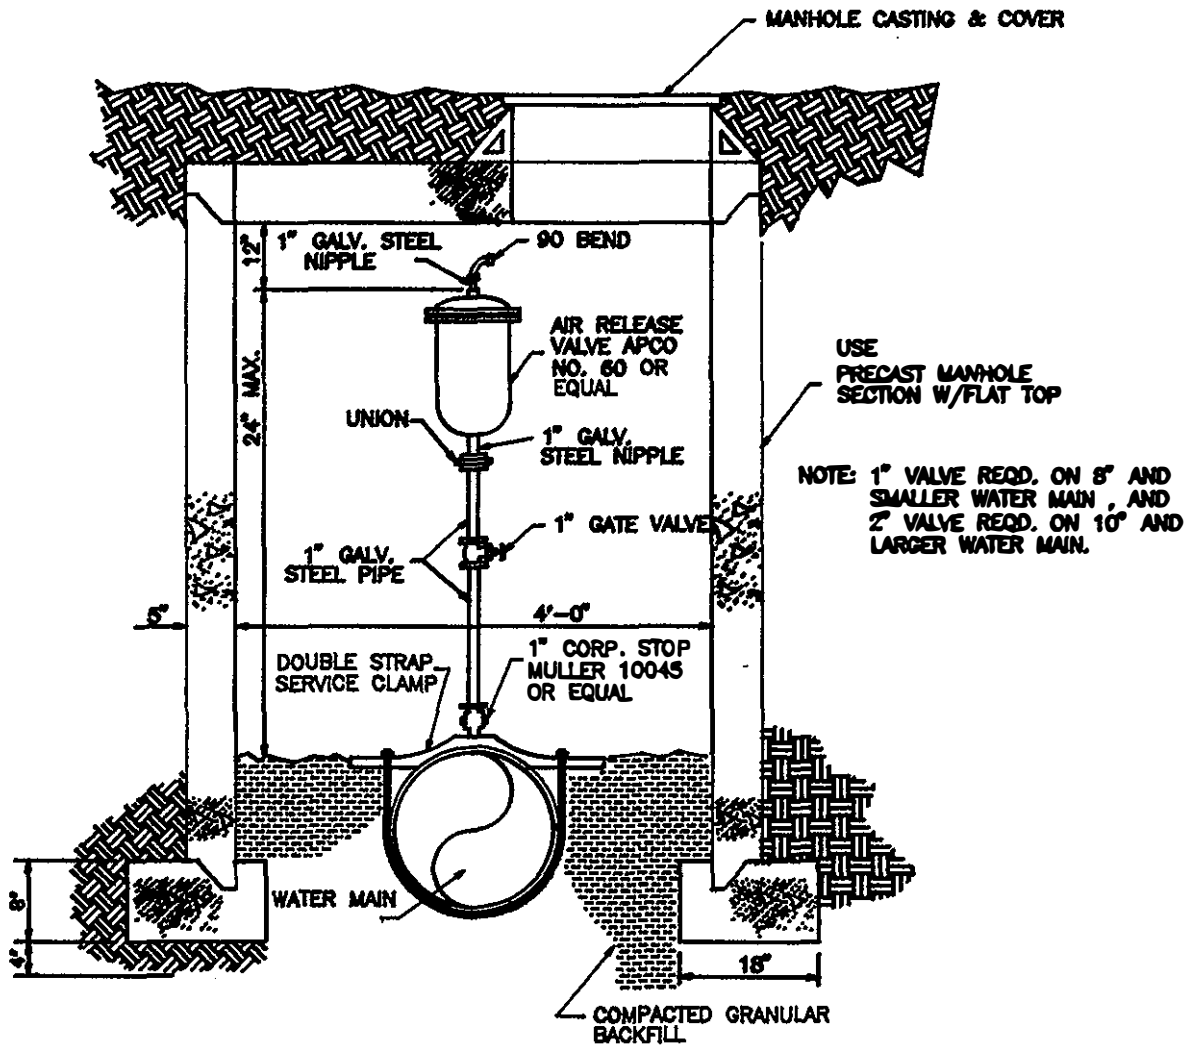 MANHOLE CASTING & COVER
12"
1" GALV. STEEL
NIPPLE
90 BEND
24" MAX.
AIR RELEASE
VALVE APCO
NO. 60 OR
EQUAL
USE
PRECAST MANHOLE
SECTION W/FLAT TOP
UNION
1" GALV.
STEEL NIPPLE
NOTE: 1" VALVE REQD. ON 8" AND
SMALLER WATER MAIN , AND
2" VALVE REQD. ON 10" AND
LARGER WATER MAIN.
1" GATE VALVE
1" GALV.
STEEL PIPE
5"
4'-0"
DOUBLE STRAP
SERVICE CLAMP
1" CORP. STOP
MULLER 10045
OR EQUAL
WATER MAIN
8"
4"
18"
COMPACTED GRANULAR
BACKFILL